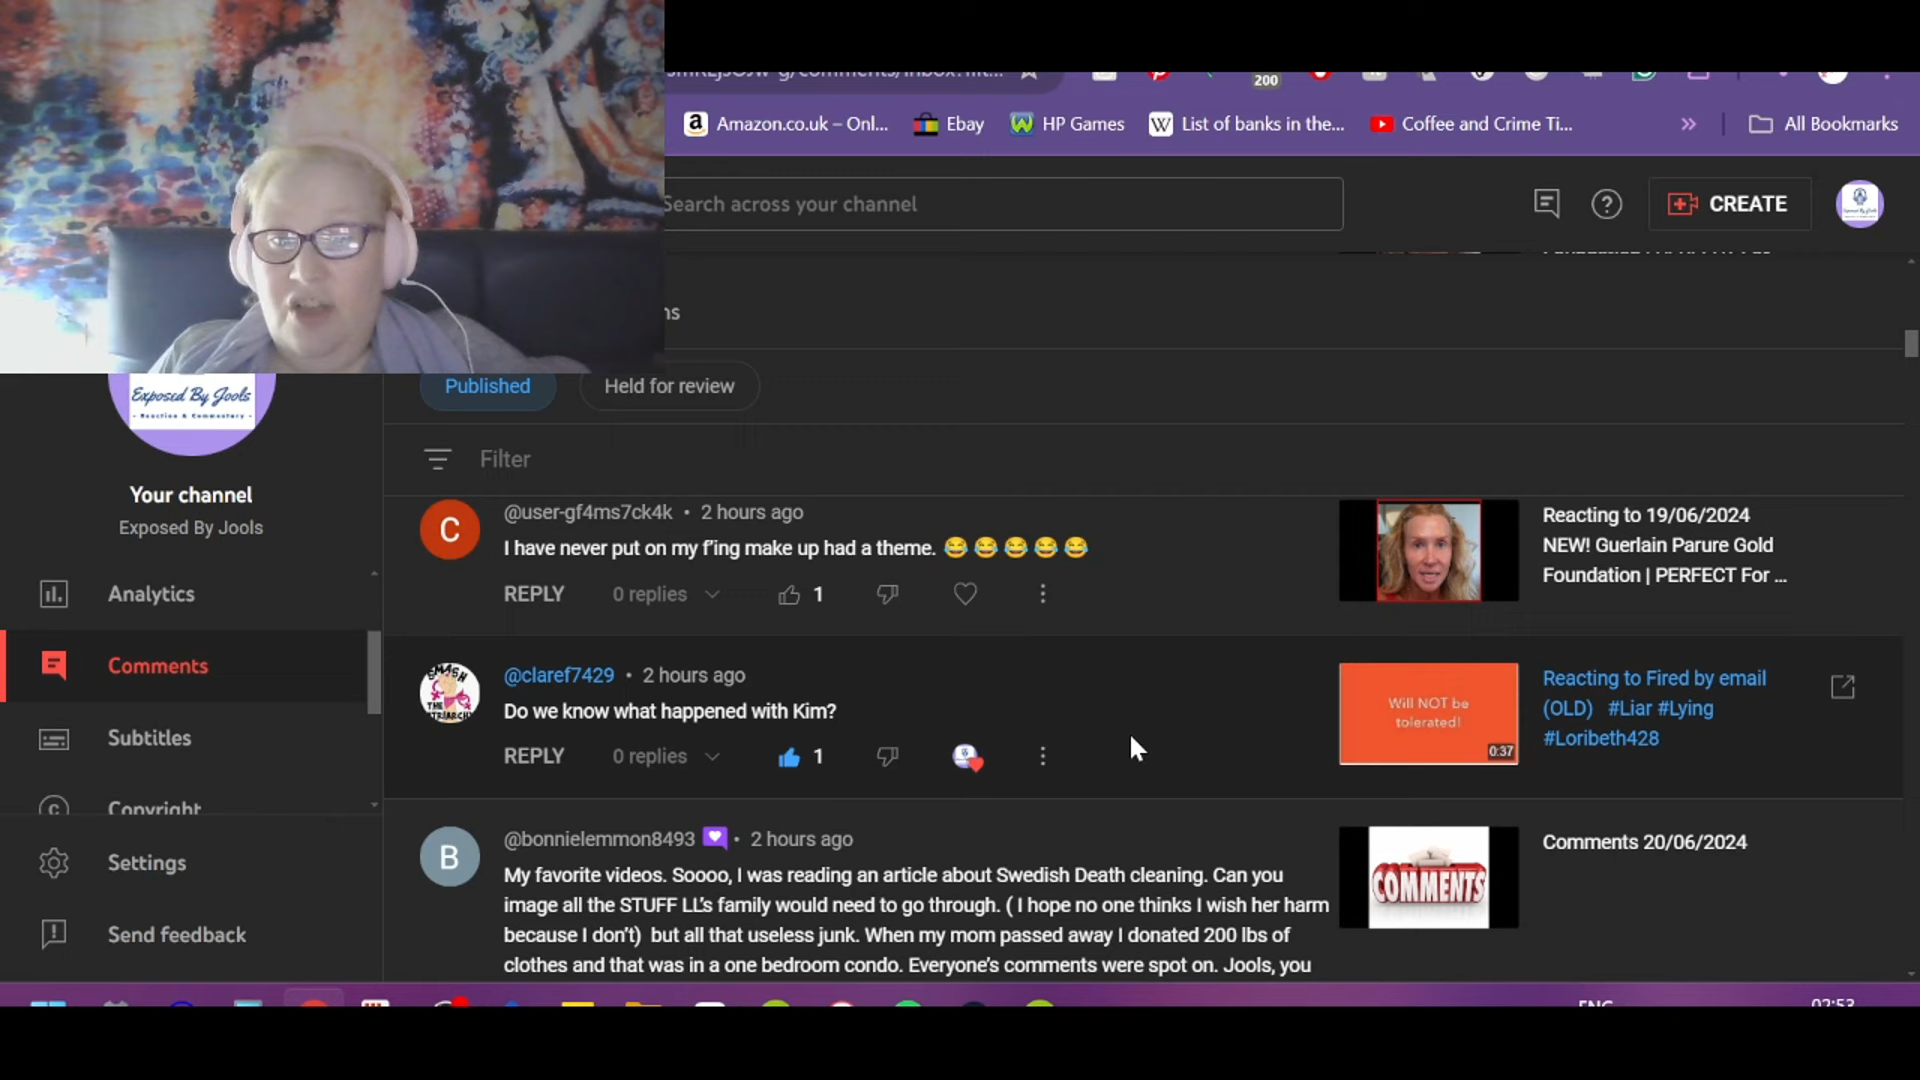 200
Amazon.co.uk – Onl...
Ebay
HP Games
List of banks in the...
Coffee and Crime Ti...
All Bookmarks
Search across your channel
CREATE
Published
Held for review
Exposed By Jools
- Reaction & Commentary -
Filter
Your channel
Exposed By Jools
Analytics
Comments
Subtitles
Copyright
Settings
Send feedback
C
@user-gf4ms7ck4k • 2 hours ago
I have never put on my f'ing make up had a theme. 😂😂😂😂😂
REPLY 0 replies 1
Reacting to 19/06/2024
NEW! Guerlain Parure Gold
Foundation | PERFECT For ...
SMASH
THE
@claref7429 • 2 hours ago
Do we know what happened with Kim?
REPLY 0 replies 1
Will NOT be
tolerated!
0:37
Reacting to Fired by email
(OLD) #Liar #Lying
#Loribeth428
B
@bonnielemmon8493 • 2 hours ago
My favorite videos. Soooo, I was reading an article about Swedish Death cleaning. Can you
image all the STUFF LL's family would need to go through. ( I hope no one thinks I wish her harm
because I don't) but all that useless junk. When my mom passed away I donated 200 lbs of
clothes and that was in a one bedroom condo. Everyone's comments were spot on. Jools, you
COMMENTS
Comments 20/06/2024
ENG
02:53